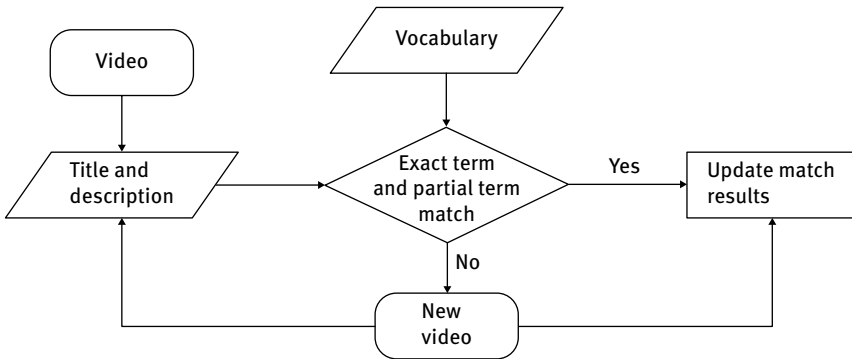 Video
Vocabulary
Title and
description
Exact term
and partial term
match
Yes
Update match
results
No
New
video